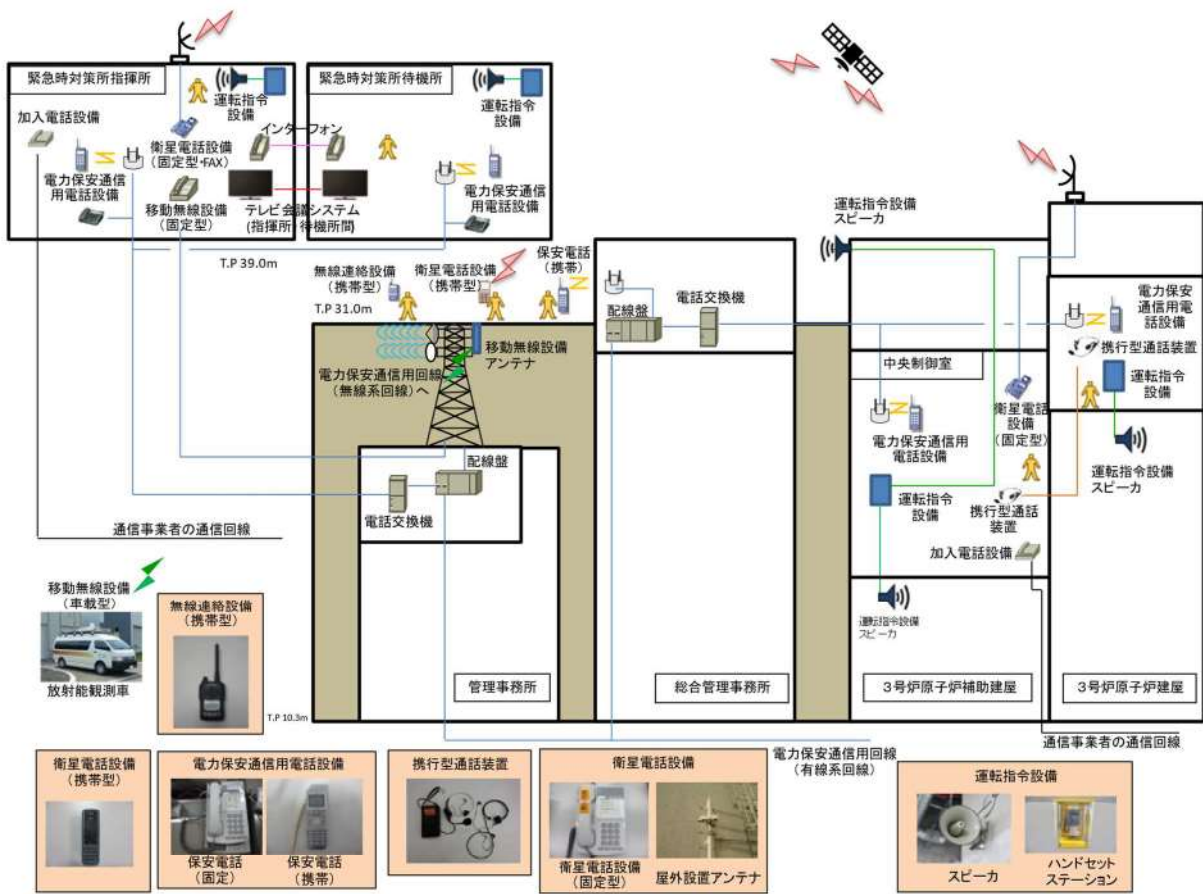 緊急時対策所指揮所
運転指令
設備
加入電話設備
衛星電話設備
(固定型・FAX)
電力保安通信
用電話設備
移動無線設備
(固定型)
インターフォン
テレビ会議システム
(指揮所 待機所間)
緊急時対策所待機所
運転指令
設備
電力保安通信
用電話設備
T.P 39.0m
無線連絡設備
(携帯型)
衛星電話設備
(携帯型)
保安電話
(携帯)
T.P 31.0m
移動無線設備
アンテナ
電力保安通信用回線
(無線系回線)へ
配線盤
電話交換機
配線盤
電話交換機
運転指令設備
スピーカ
中央制御室
電力保安通信用
電話設備
衛星電話
設備
(固定型)
運転指令
設備
携行型通話
装置
加入電話設備
運転指令設備
スピーカ
電力保安
通信用電
話設備
携行型通話装置
運転指令
設備
運転指令設備
スピーカ
通信事業者の通信回線
移動無線設備
(車載型)
放射能観測車
無線連絡設備
(携帯型)
管理事務所
総合管理事務所
3号炉原子炉補助建屋
3号炉原子炉建屋
T.P 10.3m
電力保安通信用回線
(有線系回線)
通信事業者の通信回線
衛星電話設備
(携帯型)
電力保安通信用電話設備
保安電話
(固定)
保安電話
(携帯)
携行型通話装置
衛星電話設備
衛星電話設備
(固定型)
屋外設置アンテナ
運転指令設備
スピーカ
ハンドセット
ステーション